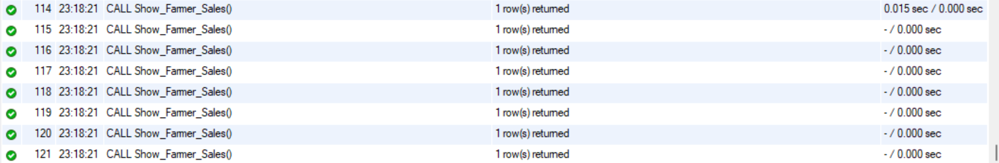 114 23:18:21 CALL Show_Farmer_Sales() 1 row(s) returned 0.015 sec / 0.000 sec
115 23:18:21 CALL Show_Farmer_Sales() 1 row(s) returned - / 0.000 sec
116 23:18:21 CALL Show_Farmer_Sales() 1 row(s) returned - / 0.000 sec
117 23:18:21 CALL Show_Farmer_Sales() 1 row(s) returned - / 0.000 sec
118 23:18:21 CALL Show_Farmer_Sales() 1 row(s) returned - / 0.000 sec
119 23:18:21 CALL Show_Farmer_Sales() 1 row(s) returned - / 0.000 sec
120 23:18:21 CALL Show_Farmer_Sales() 1 row(s) returned - / 0.000 sec
121 23:18:21 CALL Show_Farmer_Sales() 1 row(s) returned - / 0.000 sec